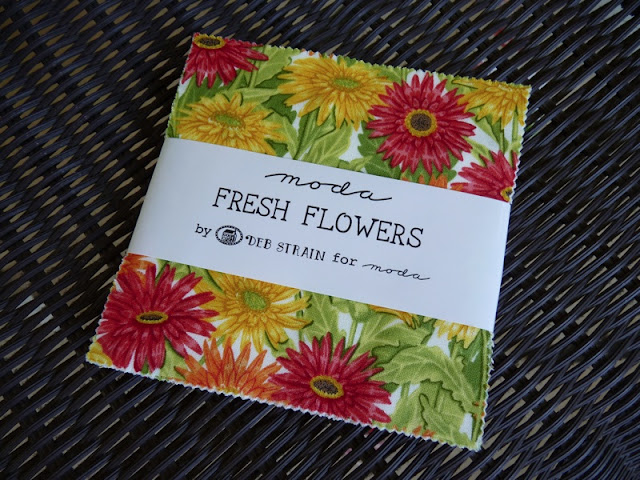 moda
FRESH FLOWERS
by DEB STRAIN for moda